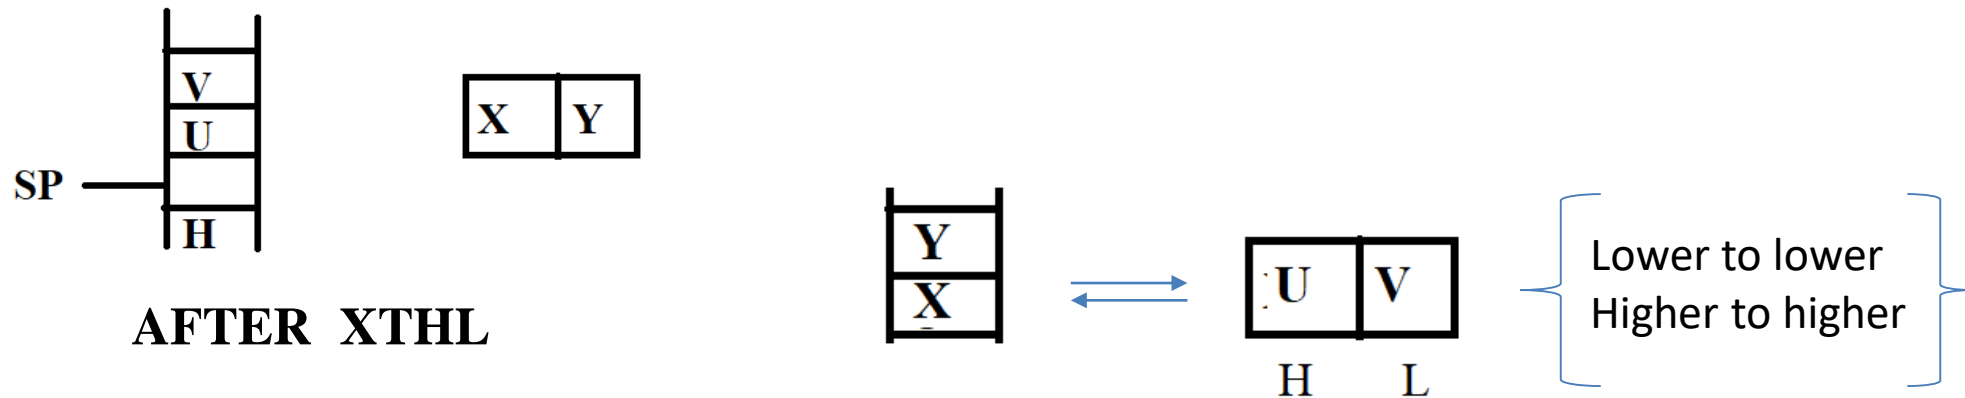 V
U
SP
H
X Y
AFTER XTHL
Y
X
U V
H L
Lower to lower
Higher to higher